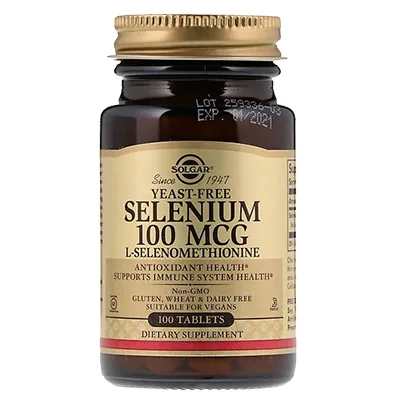 LOT 259336-03
EXP. 01/2021
SOLGAR®
Since 1947
YEAST-FREE
SELENIUM
100 MCG
L-SELENOMETHIONINE
ANTIOXIDANT HEALTH*
SUPPORTS IMMUNE SYSTEM HEALTH*
Non-GMO
GLUTEN, WHEAT & DAIRY FREE
SUITABLE FOR VEGANS
100 TABLETS
DIETARY SUPPLEMENT